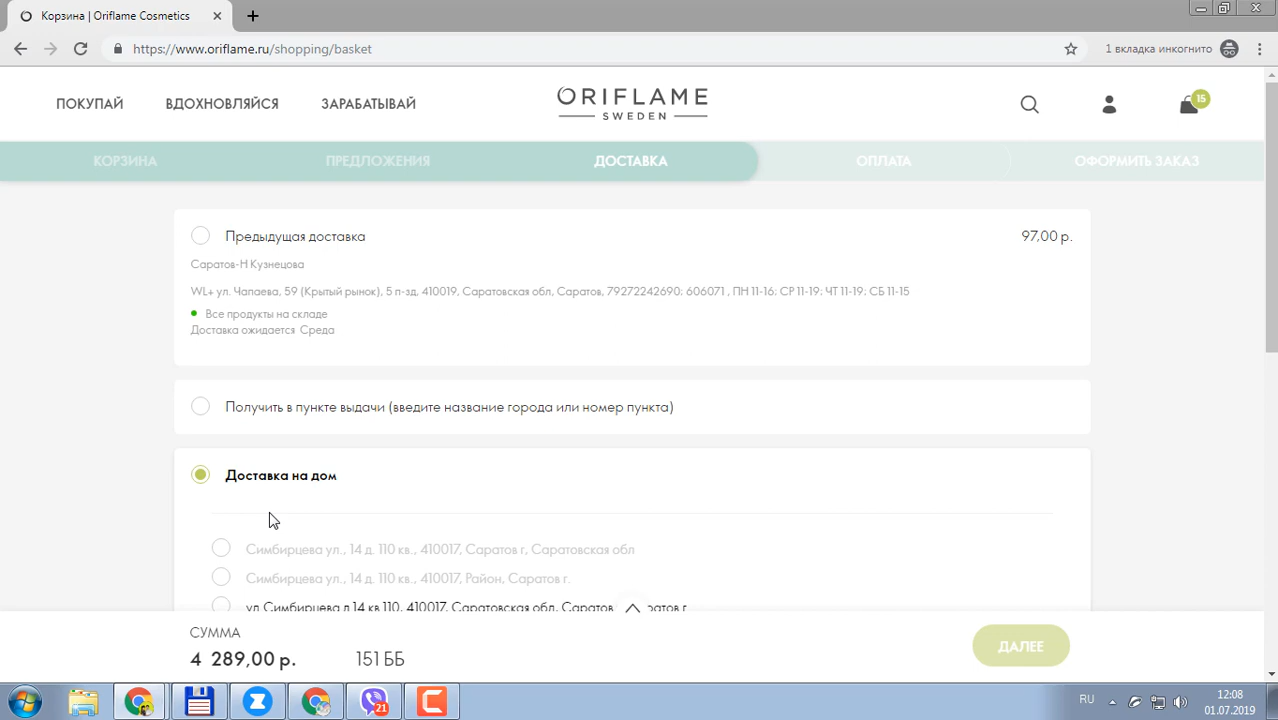 Корзина | Oriflame Cosmetics
https://www.oriflame.ru/shopping/basket
1 вкладка инкогнито
ПОКУПАЙ ВДОХНОВЛЯЙСЯ ЗАРАБАТЫВАЙ
ORIFLAME
SWEDEN
15
КОРЗИНА ПРЕДЛОЖЕНИЯ ДОСТАВКА ОПЛАТА ОФОРМИТЬ ЗАКАЗ
Предыдущая доставка 97,00 р.
Саратов-Н Кузнецова
WL+ ул. Чапаева, 59 (Крытый рынок), 5 п-зд, 410019, Саратовская обл, Саратов, 79272242690; 606071 , ПН 11-16; СР 11-19; ЧТ 11-19; СБ 11-15
Все продукты на складе
Доставка ожидается Среда
Получить в пункте выдачи (введите название города или номер пункта)
Доставка на дом
Симбирцева ул., 14 д. 110 кв., 410017, Саратов г, Саратовская обл
Симбирцева ул., 14 д. 110 кв., 410017, Район, Саратов г.
ул Симбирцева д 14 кв 110, 410017, Саратовская обл, Саратов
СУММА
4 289,00 р. 151 ББ
ДАЛЕЕ
21
RU
12:08
01.07.2019